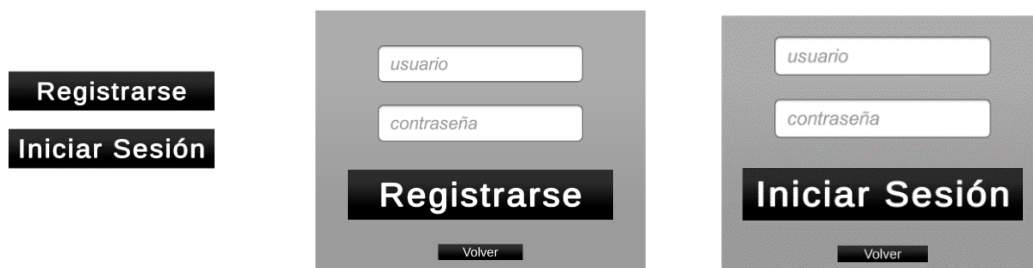 Registrarse
Iniciar Sesión
usuario
contraseña
Registrarse
Volver
usuario
contraseña
Iniciar Sesión
Volver